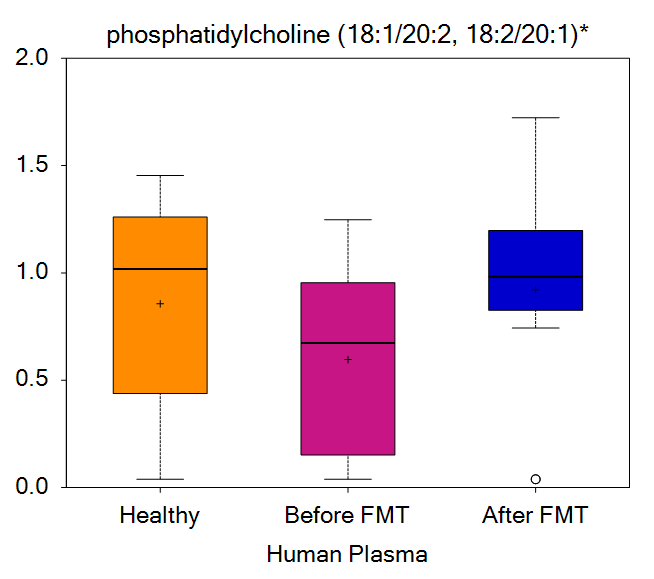 phosphatidylcholine (18:1/20:2, 18:2/20:1)*
2.0
1.5
1.0
0.5
0.0
Healthy Before FMT After FMT
Human Plasma